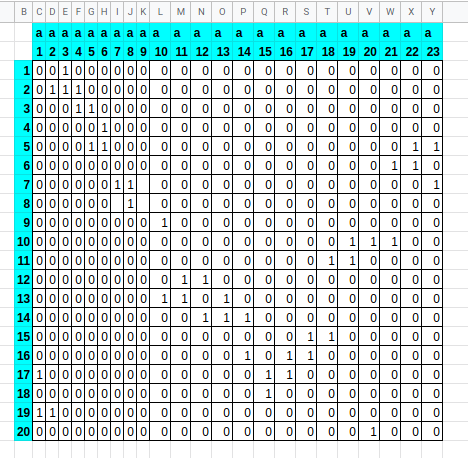 B C D E F G H I J K L M N O P Q R S T U V W X Y
a a a a a a a a a a a a a a a a a a a a a a a
1 2 3 4 5 6 7 8 9 10 11 12 13 14 15 16 17 18 19 20 21 22 23
1 0 0 1 0 0 0 0 0 0 0 0 0 0 0 0 0 0 0 0 0 0 0 0
2 0 1 1 1 0 0 0 0 0 0 0 0 0 0 0 0 0 0 0 0 0 0 0
3 0 0 0 1 1 0 0 0 0 0 0 0 0 0 0 0 0 0 0 0 0 0 0
4 0 0 0 0 0 1 0 0 0 0 0 0 0 0 0 0 0 0 0 0 0 0 0
5 0 0 0 0 1 1 0 0 0 0 0 0 0 0 0 0 0 0 0 0 0 1 1
6 0 0 0 0 0 0 0 0 0 0 0 0 0 0 0 0 0 0 0 0 1 1 0
7 0 0 0 0 0 0 1 1 0 0 0 0 0 0 0 0 0 0 0 0 0 1
8 0 0 0 0 0 0 1 0 0 0 0 0 0 0 0 0 0 0 0 0 0
9 0 0 0 0 0 0 0 0 0 1 0 0 0 0 0 0 0 0 0 0 0 0 0
10 0 0 0 0 0 0 0 0 0 0 0 0 0 0 0 0 0 0 1 1 1 0 0
11 0 0 0 0 0 0 0 0 0 0 0 0 0 0 0 0 0 1 1 0 0 0 0
12 0 0 0 0 0 0 0 0 0 0 1 1 0 0 0 0 0 0 0 0 0 0 0
13 0 0 0 0 0 0 0 0 0 1 1 0 1 0 0 0 0 0 0 0 0 0 0
14 0 0 0 0 0 0 0 0 0 0 0 1 1 1 0 0 0 0 0 0 0 0 0
15 0 0 0 0 0 0 0 0 0 0 0 0 0 0 0 0 1 1 0 0 0 0 0
16 0 0 0 0 0 0 0 0 0 0 0 0 0 1 0 1 1 0 0 0 0 0 0
17 1 0 0 0 0 0 0 0 0 0 0 0 0 0 1 1 0 0 0 0 0 0 0
18 0 0 0 0 0 0 0 0 0 0 0 0 0 0 1 0 0 0 0 0 0 0 0
19 1 1 0 0 0 0 0 0 0 0 0 0 0 0 0 0 0 0 0 0 0 0 0
20 0 0 0 0 0 0 0 0 0 0 0 0 0 0 0 0 0 0 0 1 0 0 0